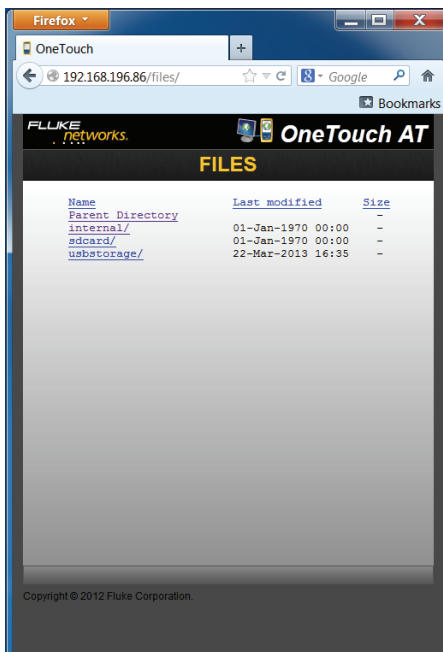 Firefox
OneTouch
192.168.196.86/files/
Google
Bookmarks
FLUKE
networks.
OneTouch AT
FILES
Name Last modified Size
Parent Directory -
internal/ 01-Jan-1970 00:00 -
sdcard/ 01-Jan-1970 00:00 -
usbstorage/ 22-Mar-2013 16:35 -
Copyright © 2012 Fluke Corporation.